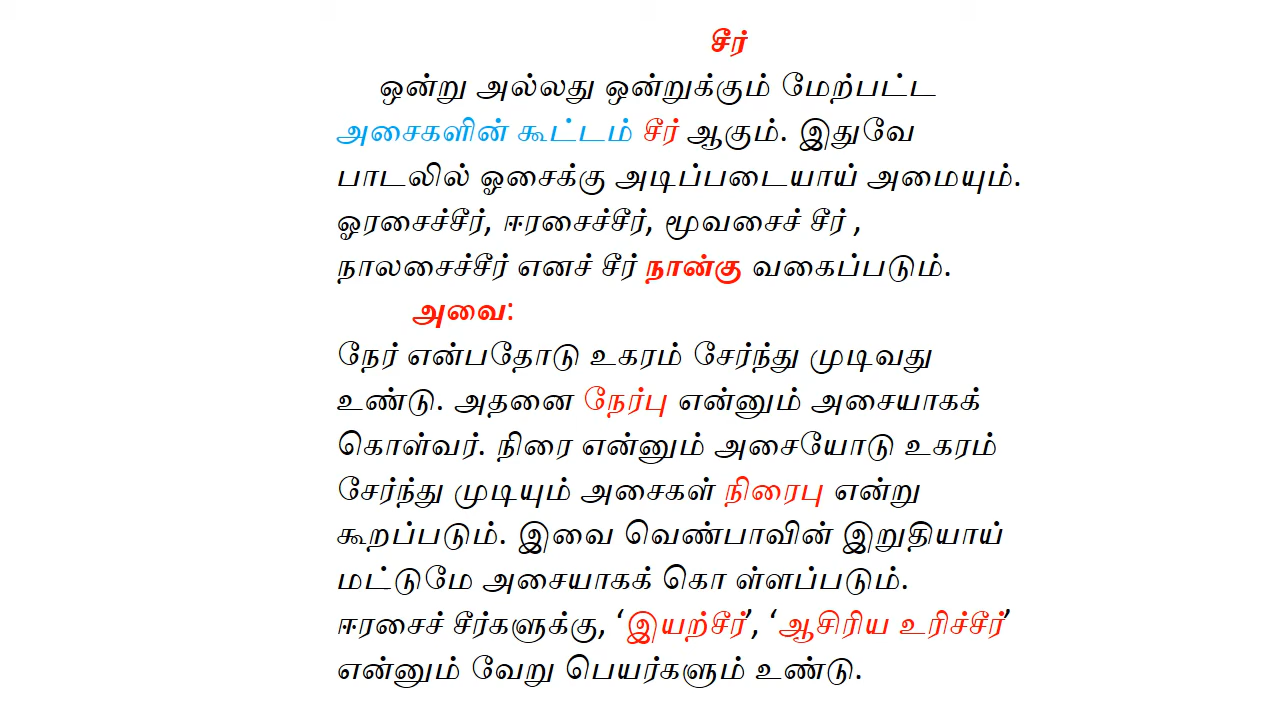 சீர்
ஒன்று அல்லது ஒன்றுக்கும் மேற்பட்ட
அசைகளின் கூட்டம் சீர் ஆகும். இதுவே
பாடலில் ஓசைக்கு அடிப்படையாய் அமையும்.
ஓரசைச்சீர், ஈரசைச்சீர், மூவசைச் சீர் ,
நாலசைச்சீர் எனச் சீர் நான்கு வகைப்படும்.
அவை:
நேர் என்பதோடு உகரம் சேர்ந்து முடிவது
உண்டு. அதனை நேர்பு என்னும் அசையாகக்
கொள்வர். நிரை என்னும் அசையோடு உகரம்
சேர்ந்து முடியும் அசைகள் நிரைபு என்று
கூறப்படும். இவை வெண்பாவின் இறுதியாய்
மட்டுமே அசையாகக் கொ ள்ளப்படும்.
ஈரசைச் சீர்களுக்கு, ‘இயற்சீர்’, ‘ஆசிரிய உரிச்சீர்’
என்னும் வேறு பெயர்களும் உண்டு.